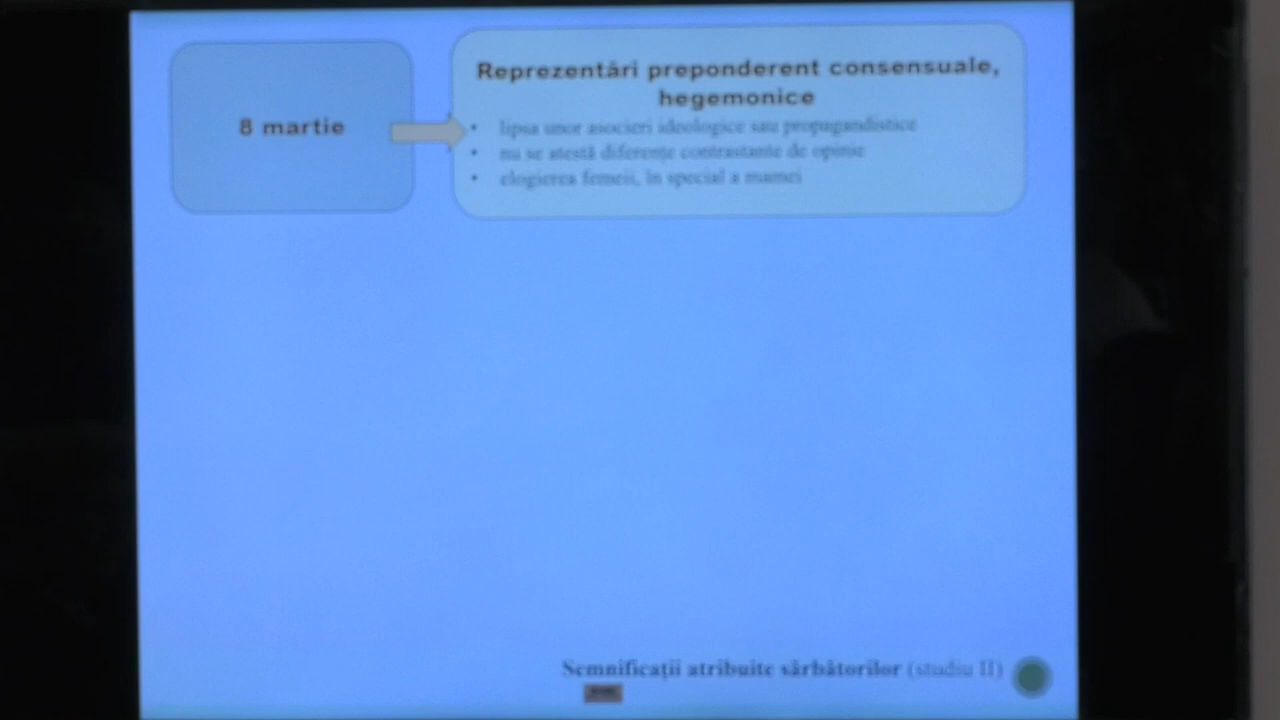 8 martie
Reprezentări preponderent consensuale,
hegemonice
• lipsa unor asocieri ideologice sau propagandistice
• nu se atestă diferențe contrastante de opinie
• elogierea femeii, în special a mamei
Semnificații atribuite sărbătorilor (studiu II)